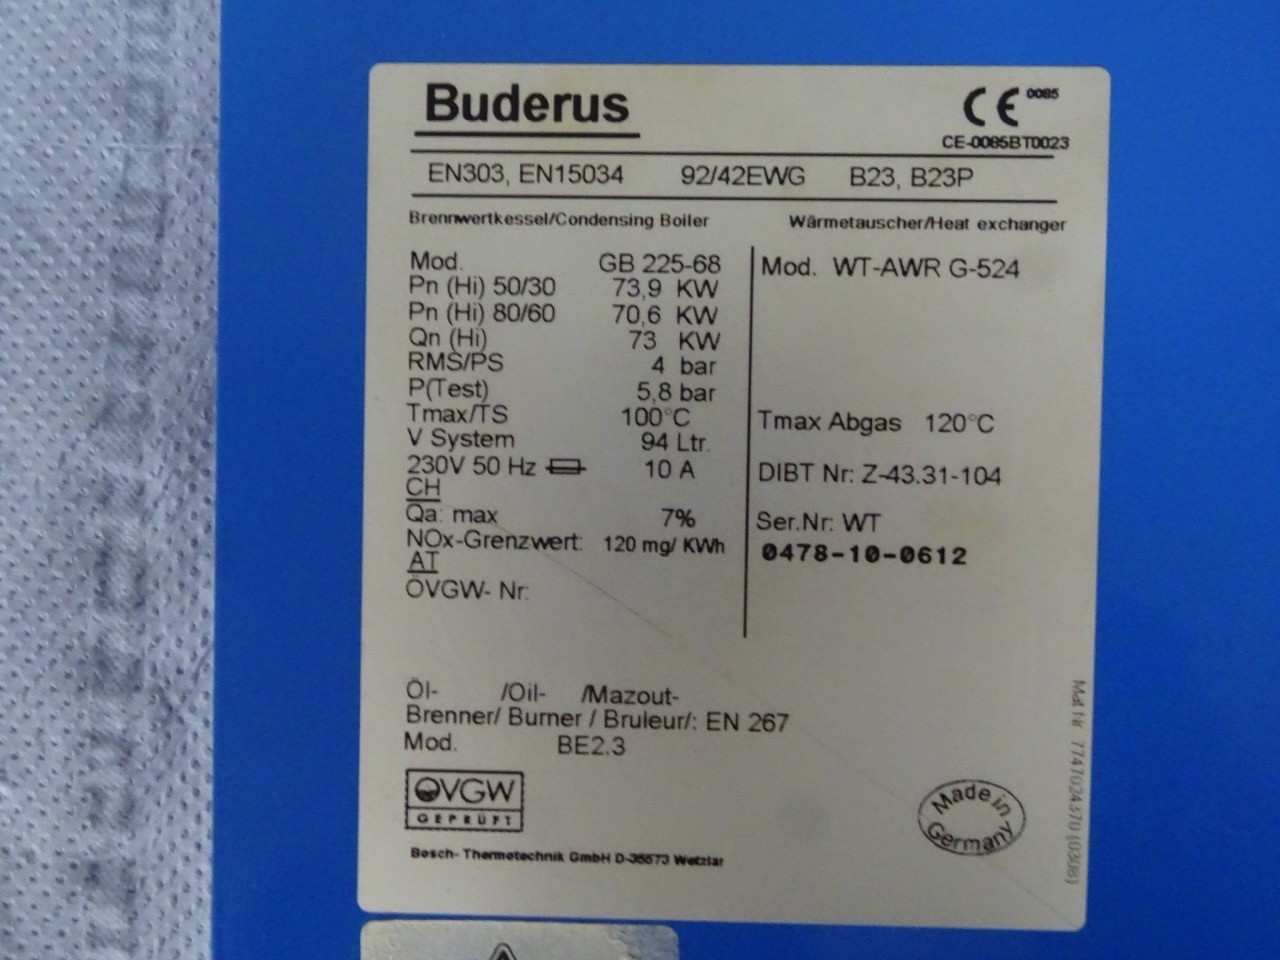 Buderus
CE 0085
CE-0085BT0023
EN303, EN15034 92/42EWG B23, B23P
Brennwertkessel/Condensing Boiler
Wärmetauscher/Heat exchanger
Mod. GB 225-68
Pn (Hi) 50/30 73,9 KW
Pn (Hi) 80/60 70,6 KW
Qn (Hi) 73 KW
RMS/PS 4 bar
P(Test) 5,8 bar
Tmax/TS 100°C
V System 94 Ltr.
230V 50 Hz 10 A
CH
Qa: max 7%
NOx-Grenzwert: 120 mg/ KWh
AT
ÖVGW- Nr:
Mod. WT-AWR G-524
Tmax Abgas 120°C
DIBT Nr: Z-43.31-104
Ser.Nr: WT
0478-10-0612
Öl- /Oil- /Mazout-
Brenner/ Burner / Bruleur/: EN 267
Mod. BE2.3
ÖVGW
GEPRÜFT
Made in
Germany
Bosch- Thermotechnik GmbH D-35573 Wetzlar
Mat Nr 7747024370 (0308)